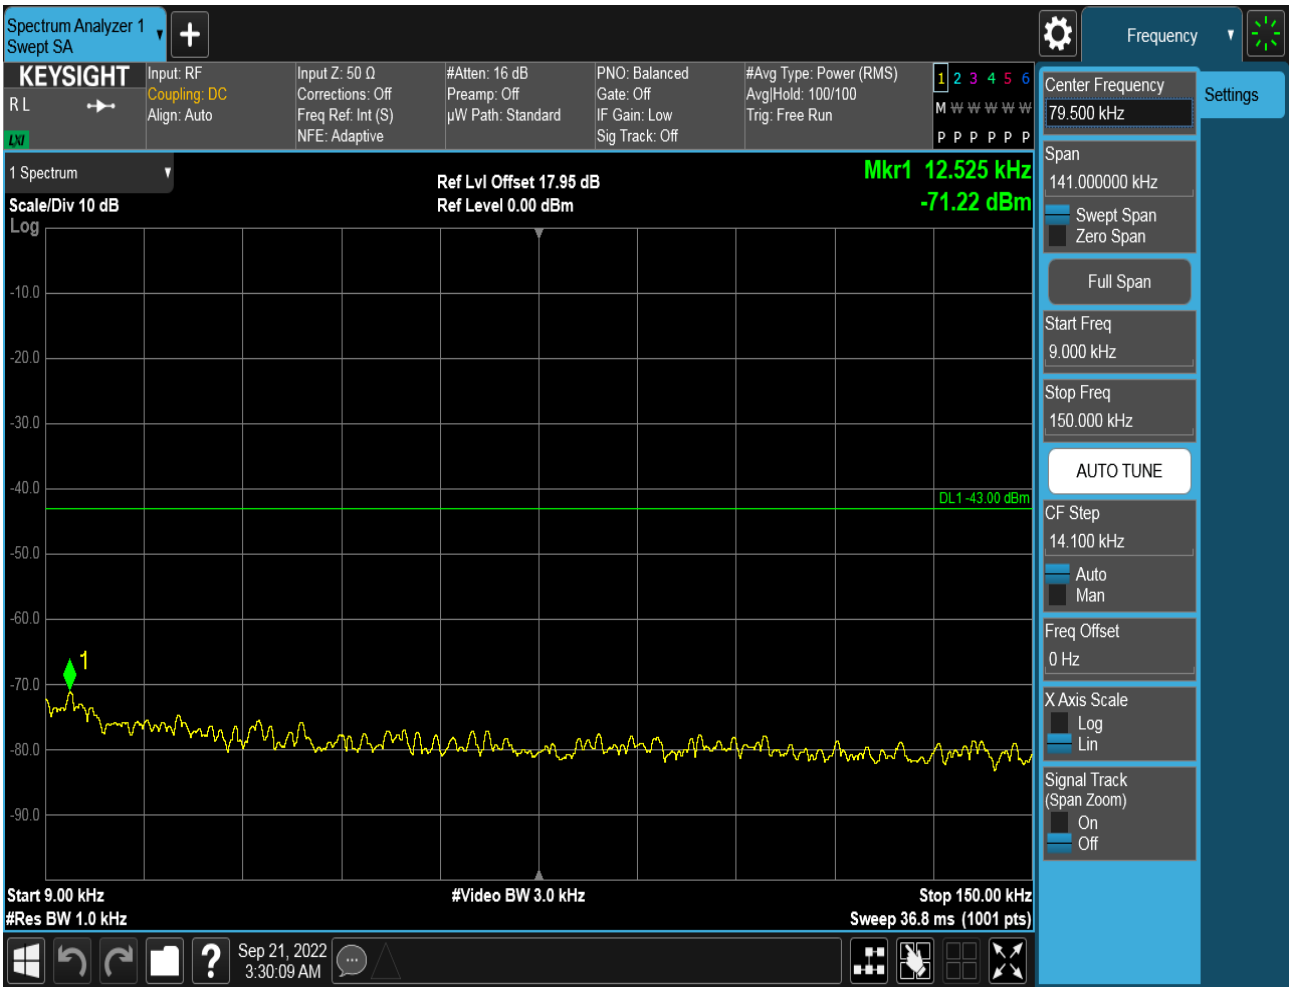 Spectrum Analyzer 1
Swept SA
Frequency
KEYSIGHT
R L
LXI
Input: RF
Coupling: DC
Align: Auto
Input Z: 50 Ω
Corrections: Off
Freq Ref: Int (S)
NFE: Adaptive
#Atten: 16 dB
Preamp: Off
µW Path: Standard
PNO: Balanced
Gate: Off
IF Gain: Low
Sig Track: Off
#Avg Type: Power (RMS)
Avg|Hold: 100/100
Trig: Free Run
1 2 3 4 5 6
M W W W W W
P P P P P P
Settings
Center Frequency
79.500 kHz
Span
141.000000 kHz
Swept Span
Zero Span
Full Span
Start Freq
9.000 kHz
Stop Freq
150.000 kHz
AUTO TUNE
CF Step
14.100 kHz
Auto
Man
Freq Offset
0 Hz
X Axis Scale
Log
Lin
Signal Track
(Span Zoom)
On
Off
1 Spectrum
Scale/Div 10 dB
Log
Ref Lvl Offset 17.95 dB
Ref Level 0.00 dBm
Mkr1 12.525 kHz
-71.22 dBm
-10.0
-20.0
-30.0
-40.0
DL1 -43.00 dBm
-50.0
-60.0
1
-70.0
-80.0
-90.0
Start 9.00 kHz
#Video BW 3.0 kHz
Stop 150.00 kHz
#Res BW 1.0 kHz
Sweep 36.8 ms (1001 pts)
?
Sep 21, 2022
3:30:09 AM